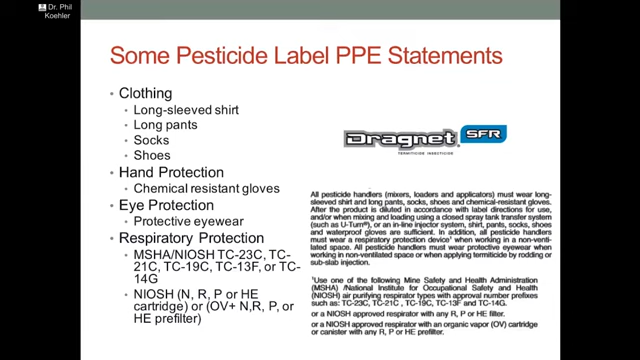 Dr. Phil
Koehler
Some Pesticide Label PPE Statements
• Clothing
• Long-sleeved shirt
• Long pants
• Socks
• Shoes
• Hand Protection
• Chemical resistant gloves
• Eye Protection
• Protective eyewear
• Respiratory Protection
• MSHA/NIOSH TC-23C, TC-
21C, TC-19C, TC-13F, or TC-
14G
• NIOSH (N, R, P or HE
cartridge) or (OV+ N,R, P, or
HE prefilter)
Dragnet SFR
TERMITICIDE INSECTICIDE
All pesticide handlers (mixers, loaders and applicators) must wear long-
sleeved shirt and long pants, socks, shoes and chemical-resistant gloves.
After the product is diluted in accordance with label directions for use,
and/or when mixing and loading using a closed spray tank transfer system
(such as U-Turn®) or an in-line injector system, shirt, pants, socks, shoes
and waterproof gloves are sufficient. In addition, all pesticide handlers
must wear a respiratory protection device¹ when working in a non-venti-
lated space. All pesticide handlers must wear protective eyewear when
working in non-ventilated space or when applying termiticide by rodding or
sub-slab injection.
¹Use one of the following Mine Safety and Health Administration
(MSHA) /National Institute for Occupational Safety and Health
(NIOSH) air purifying respirator types with approval number prefixes
such as: TC-23C, TC-21C , TC-19C, TC-13F and TC-14G.
or a NIOSH approved respirator with any R, P or HE filter.
or a NIOSH approved respirator with an organic vapor (OV) cartridge
or canister with any R, P or HE prefilter.